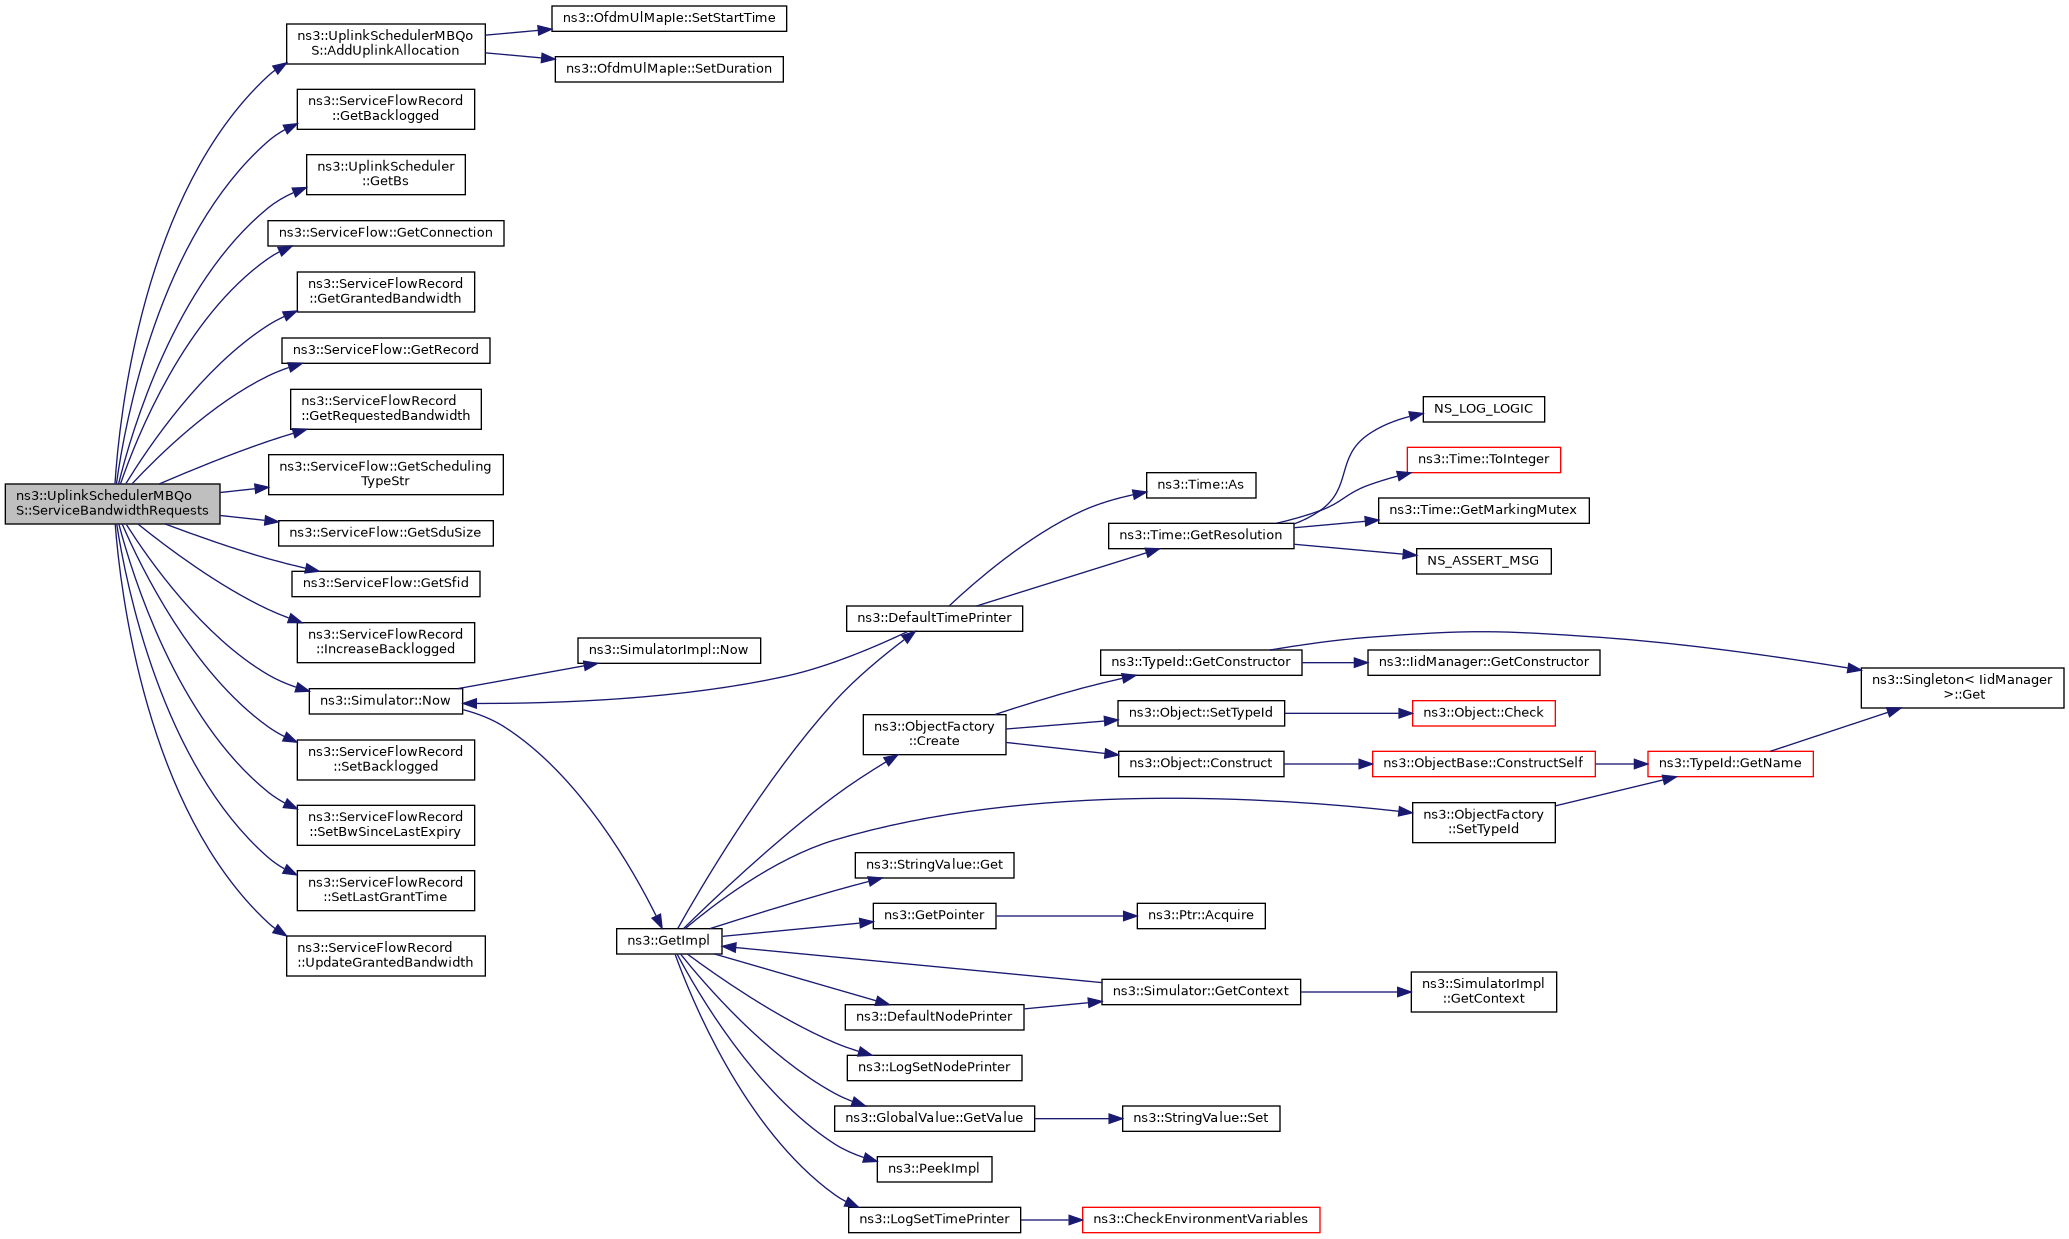 ns3::UplinkSchedulerMBQo
S::ServiceBandwidthRequests
ns3::UplinkSchedulerMBQo
S::AddUplinkAllocation
ns3::OfdmUlMapIe::SetStartTime
ns3::OfdmUlMapIe::SetDuration
ns3::ServiceFlowRecord
::GetBacklogged
ns3::UplinkScheduler
::GetBs
ns3::ServiceFlow::GetConnection
ns3::ServiceFlowRecord
::GetGrantedBandwidth
ns3::ServiceFlow::GetRecord
ns3::ServiceFlowRecord
::GetRequestedBandwidth
ns3::ServiceFlow::GetScheduling
TypeStr
ns3::ServiceFlow::GetSduSize
ns3::ServiceFlow::GetSfid
ns3::ServiceFlowRecord
::IncreaseBacklogged
ns3::Simulator::Now
ns3::ServiceFlowRecord
::SetBacklogged
ns3::ServiceFlowRecord
::SetBwSinceLastExpiry
ns3::ServiceFlowRecord
::SetLastGrantTime
ns3::ServiceFlowRecord
::UpdateGrantedBandwidth
ns3::SimulatorImpl::Now
ns3::GetImpl
ns3::DefaultTimePrinter
ns3::ObjectFactory
::Create
ns3::StringValue::Get
ns3::GetPointer
ns3::DefaultNodePrinter
ns3::LogSetNodePrinter
ns3::GlobalValue::GetValue
ns3::PeekImpl
ns3::LogSetTimePrinter
ns3::Time::As
ns3::Time::GetResolution
ns3::TypeId::GetConstructor
ns3::Object::SetTypeId
ns3::Object::Construct
ns3::Ptr::Acquire
ns3::Simulator::GetContext
ns3::StringValue::Set
ns3::CheckEnvironmentVariables
NS_LOG_LOGIC
ns3::Time::ToInteger
ns3::Time::GetMarkingMutex
NS_ASSERT_MSG
ns3::IidManager::GetConstructor
ns3::Object::Check
ns3::ObjectBase::ConstructSelf
ns3::ObjectFactory
::SetTypeId
ns3::SimulatorImpl
::GetContext
ns3::TypeId::GetName
ns3::Singleton< IidManager
>::Get